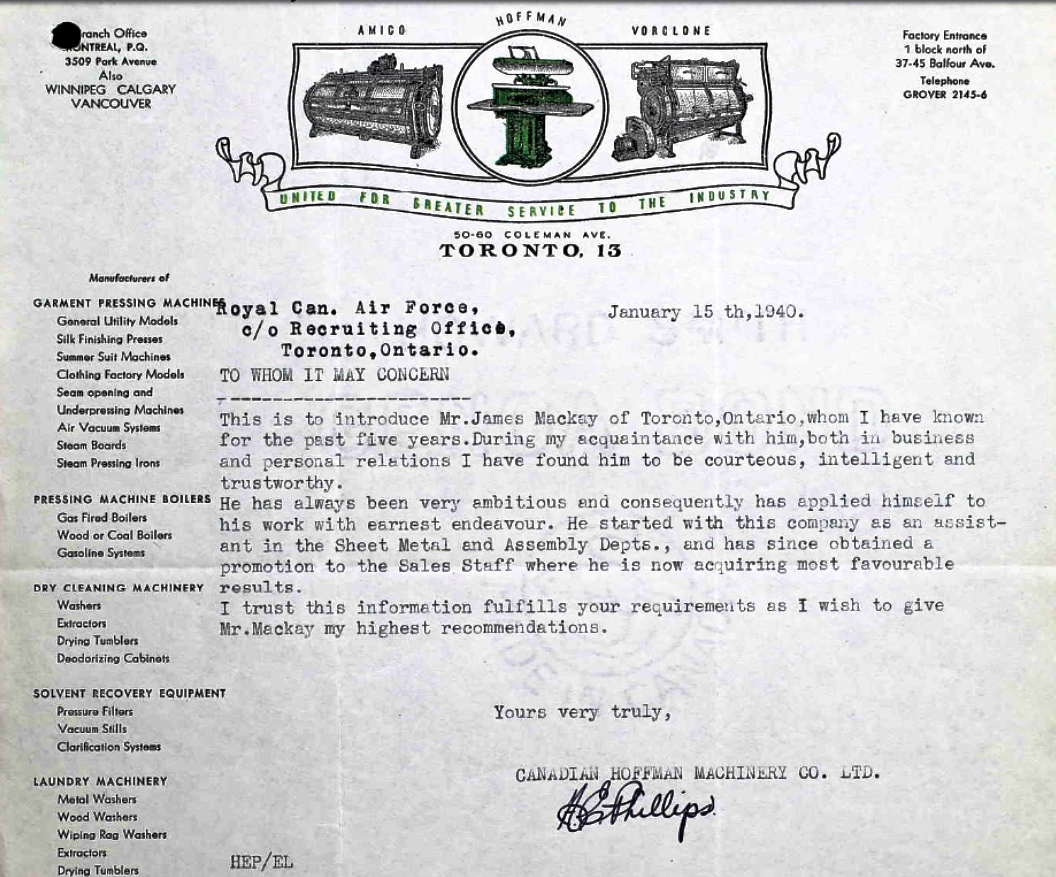 Branch Office
MONTREAL, P.Q.
3509 Park Avenue
Also
WINNIPEG CALGARY
VANCOUVER
AMICO
HOFFMAN
VORCLONE
UNITED FOR GREATER SERVICE TO THE INDUSTRY
50-60 COLEMAN AVE.
TORONTO, 13
Factory Entrance
1 block north of
37-45 Balfour Ave.
Telephone
GROVER 2145-6
Manufacturers of
GARMENT PRESSING MACHINES
General Utility Models
Silk Finishing Presses
Summer Suit Machines
Clothing Factory Models
Seam opening and
Underpressing Machines
Air Vacuum Systems
Steam Boards
Steam Pressing Irons
PRESSING MACHINE BOILERS
Gas Fired Boilers
Wood or Coal Boilers
Gasoline Systems
DRY CLEANING MACHINERY
Washers
Extractors
Drying Tumblers
Deodorizing Cabinets
SOLVENT RECOVERY EQUIPMENT
Pressure Filters
Vacuum Stills
Clarification Systems
LAUNDRY MACHINERY
Metal Washers
Wood Washers
Wiping Rag Washers
Extractors
Drying Tumblers
Royal Can. Air Force,
c/o Recruiting Office,
Toronto,Ontario.
January 15 th,1940.
TO WHOM IT MAY CONCERN
This is to introduce Mr.James Mackay of Toronto,Ontario,whom I have known
for the past five years.During my acquaintance with him,both in business
and personal relations I have found him to be courteous, intelligent and
trustworthy.
He has always been very ambitious and consequently has applied himself to
his work with earnest endeavour. He started with this company as an assist-
ant in the Sheet Metal and Assembly Depts., and has since obtained a
promotion to the Sales Staff where he is now acquiring most favourable
results.
I trust this information fulfills your requirements as I wish to give
Mr.Mackay my highest recommendations.
Yours very truly,
CANADIAN HOFFMAN MACHINERY CO. LTD.
H E Phillips
HEP/EL